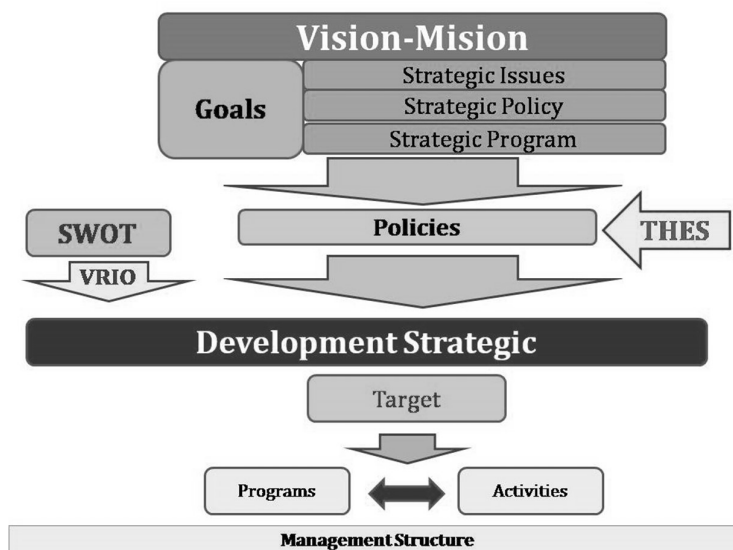 Vision-Mision
Goals
Strategic Issues
Strategic Policy
Strategic Program
SWOT
Policies
THES
VRIO
Development Strategic
Target
Programs
Activities
Management Structure